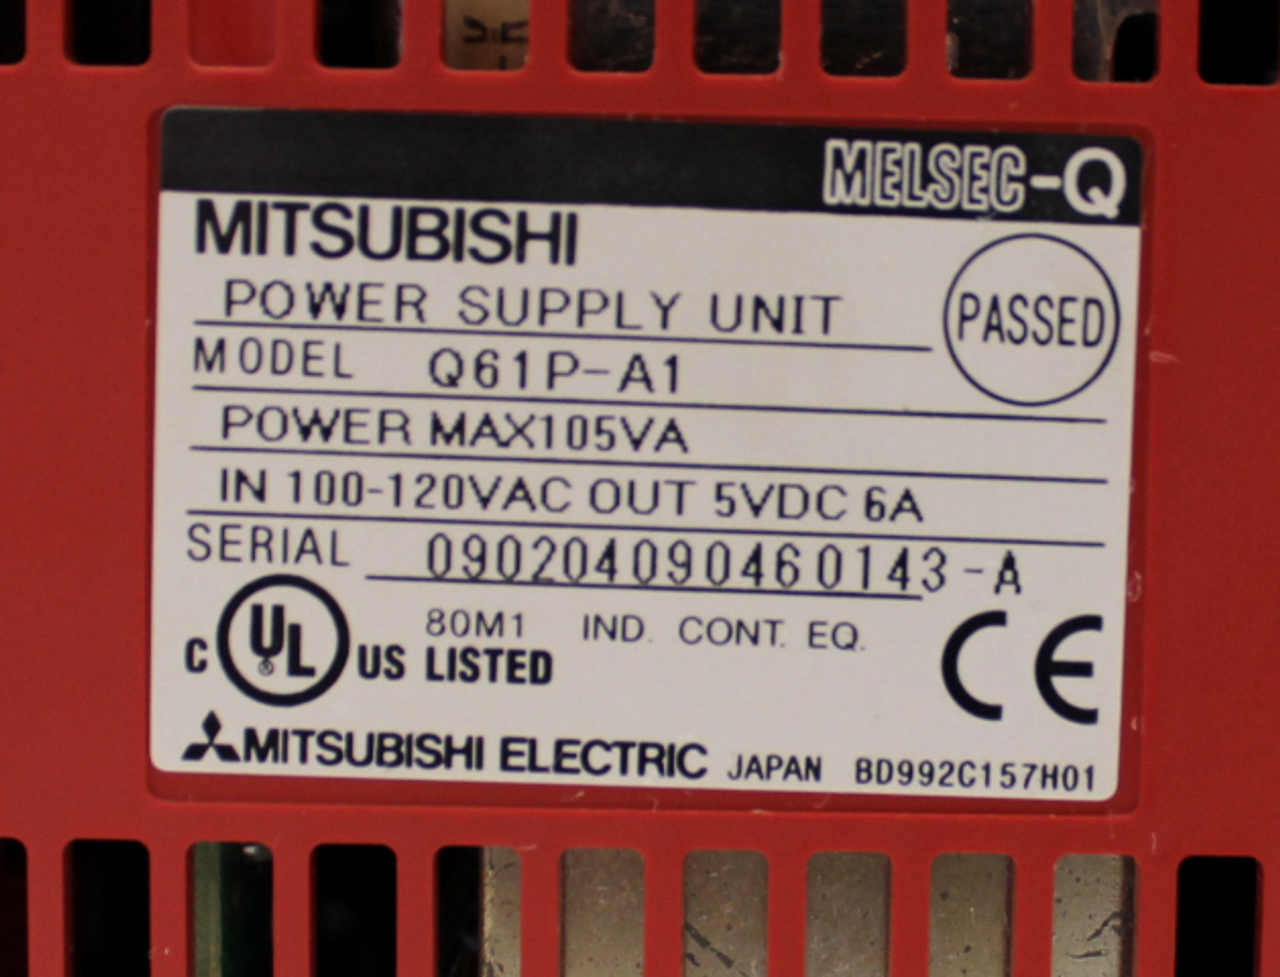 MELSEC-Q
MITSUBISHI
POWER SUPPLY UNIT
PASSED
MODEL Q61P-A1
POWER MAX105VA
IN 100-120VAC OUT 5VDC 6A
SERIAL 090204090460143-A
C UL US LISTED
80M1 IND. CONT. EQ.
CE
MITSUBISHI ELECTRIC JAPAN BD992C157H01